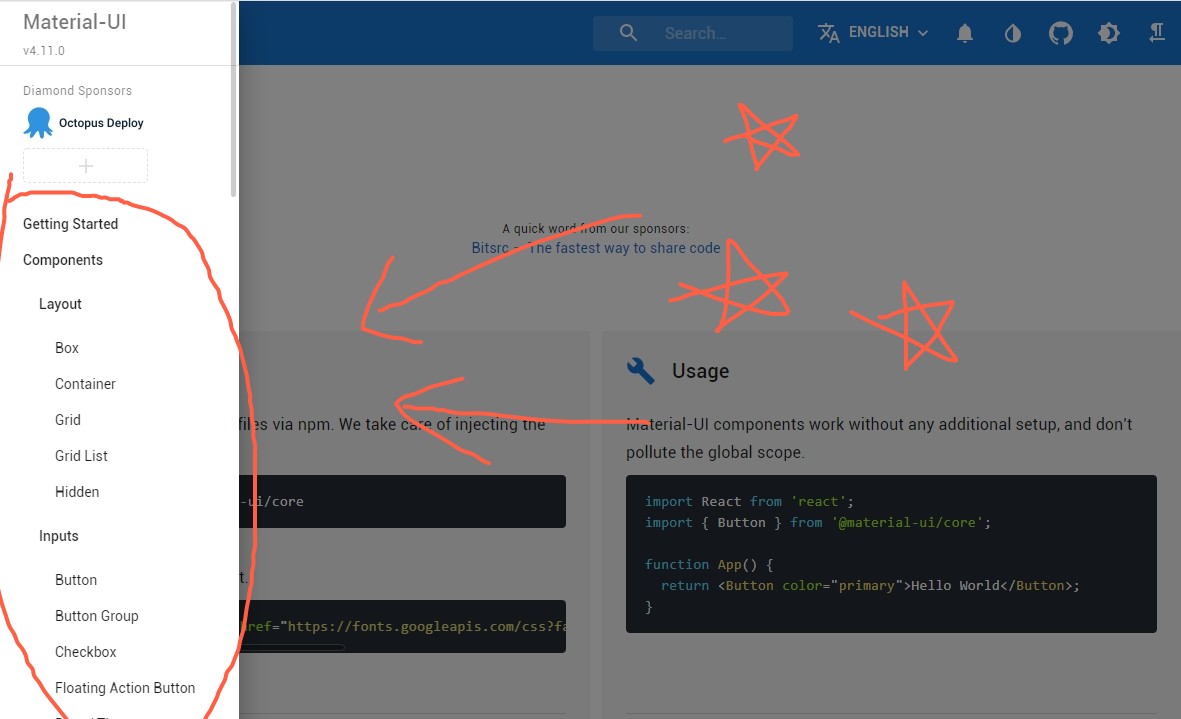 Material-UI
v4.11.0
Diamond Sponsors
Octopus Deploy
Getting Started
Components
Layout
Box
Container
Grid
Grid List
Hidden
Inputs
Button
Button Group
Checkbox
Floating Action Button
Search…
ENGLISH
A quick word from our sponsors:
Bitsrc - The fastest way to share code
files via npm. We take care of injecting the
-ui/core
t.
ref="https://fonts.googleapis.com/css?fa
Usage
Material-UI components work without any additional setup, and don't
pollute the global scope.
import React from 'react';
import { Button } from '@material-ui/core';
function App() {
return <Button color="primary">Hello World</Button>;
}